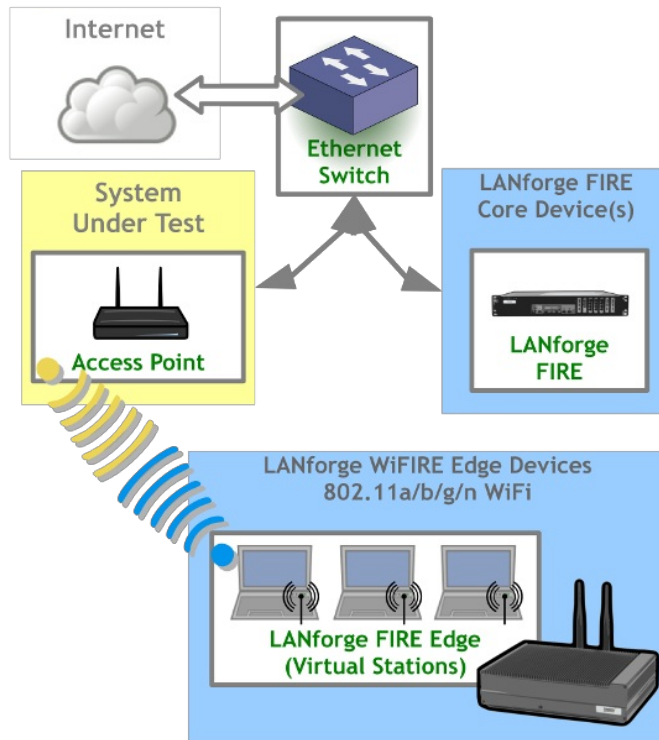 Internet
Ethernet
Switch
System
Under Test
Access Point
LANforge FIRE
Core Device(s)
LANforge
FIRE
LANforge WiFIRE Edge Devices
802.11a/b/g/n WiFi
LANforge FIRE Edge
(Virtual Stations)